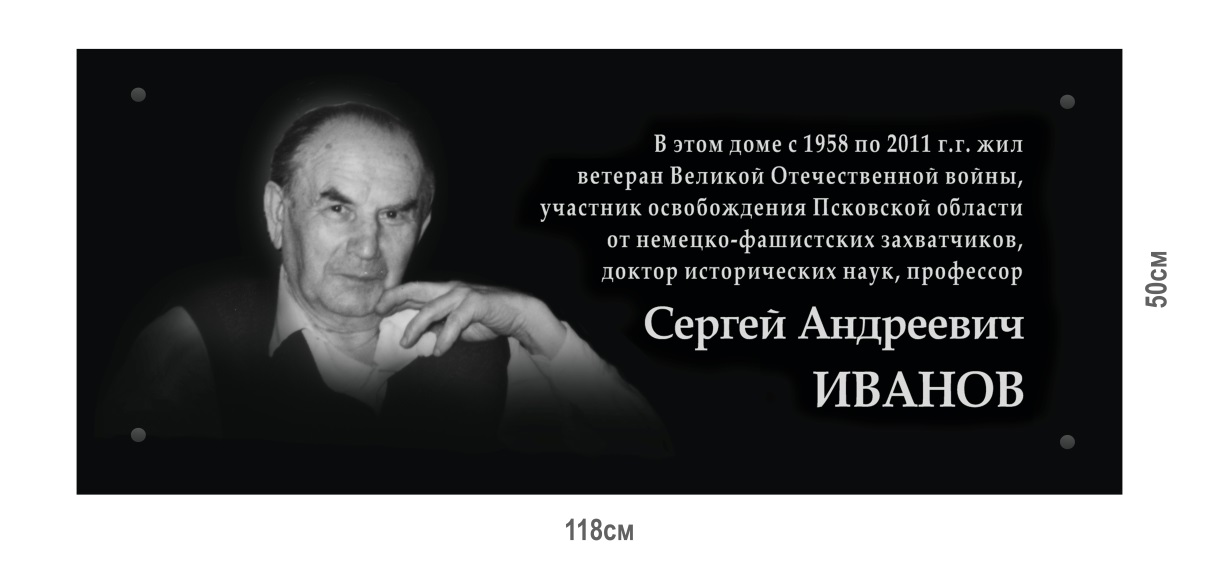 В этом доме с 1958 по 2011 г.г. жил
ветеран Великой Отечественной войны,
участник освобождения Псковской области
от немецко-фашистских захватчиков,
доктор исторических наук, профессор
Сергей Андреевич
ИВАНОВ
50см
118см